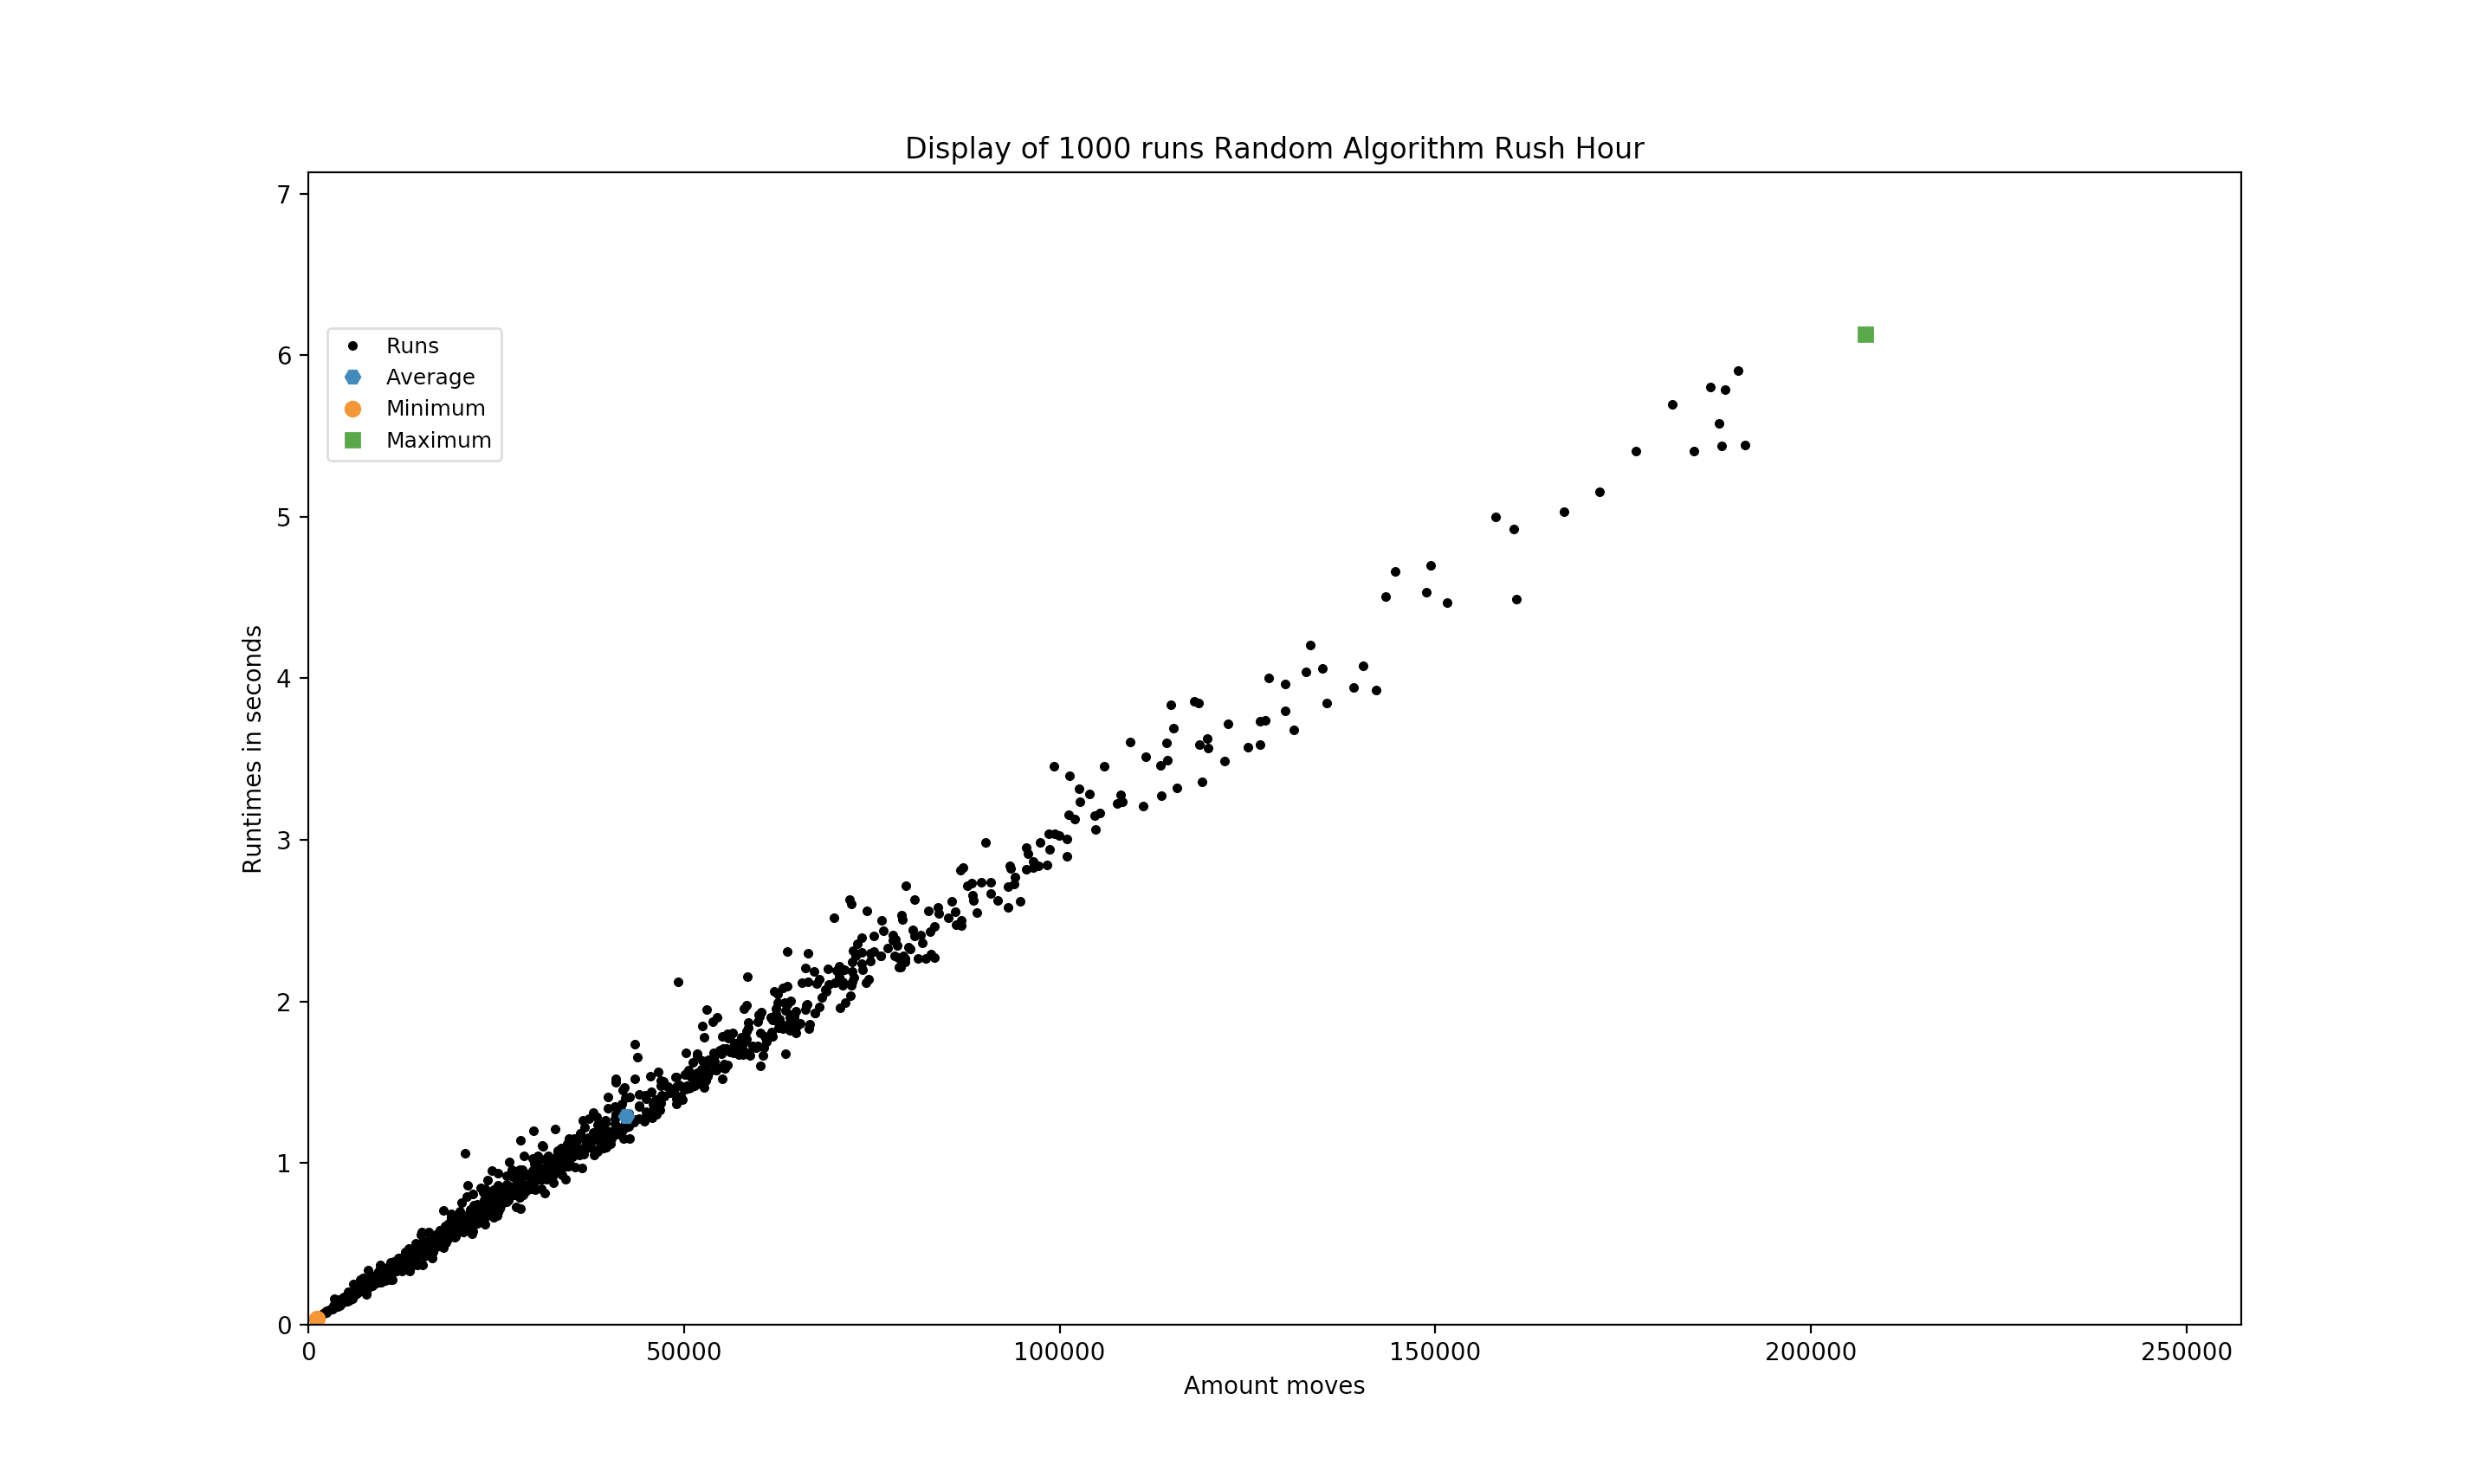 Display of 1000 runs Random Algorithm Rush Hour
7
6
5
4
3
2
1
0
Runtimes in seconds
Runs
Average
Minimum
Maximum
0 50000 100000 150000 200000 250000
Amount moves